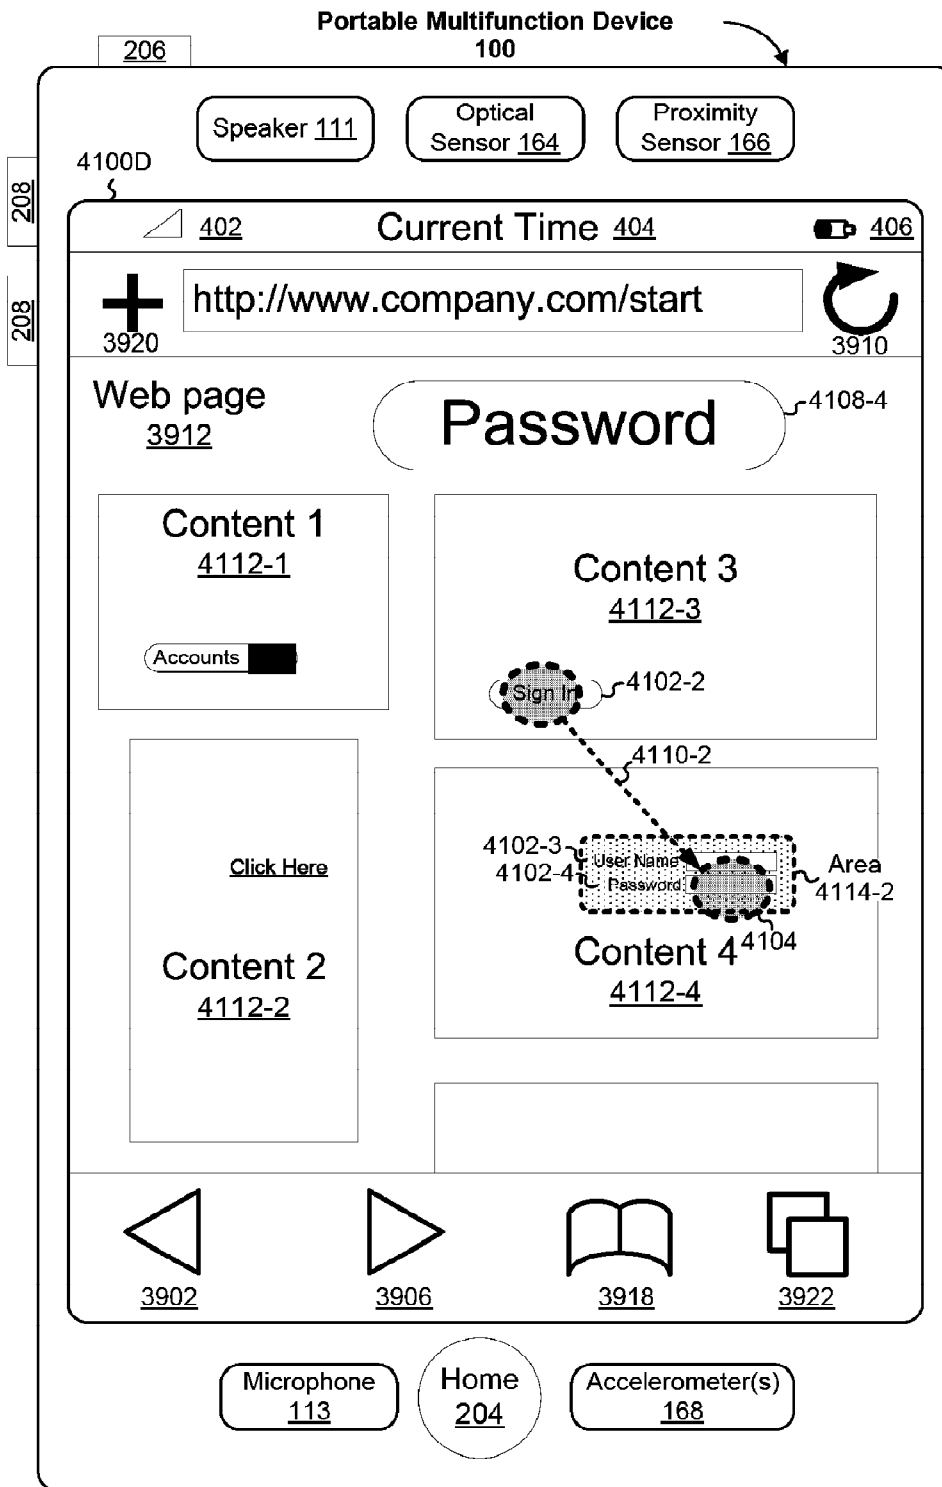 Portable Multifunction Device
100
206
Speaker 111
Optical
Sensor 164
Proximity
Sensor 166
4100D
208
208
402
Current Time 404
406
3920
http://www.company.com/start
3910
Web page
3912
Password
4108-4
Content 1
4112-1
Accounts
Content 3
4112-3
Sign In
4102-2
4110-2
Click Here
Content 2
4112-2
4102-3
User Name
4102-4
Password
Area
4114-2
4104
Content 4
4112-4
3902
3906
3918
3922
Microphone
113
Home
204
Accelerometer(s)
168